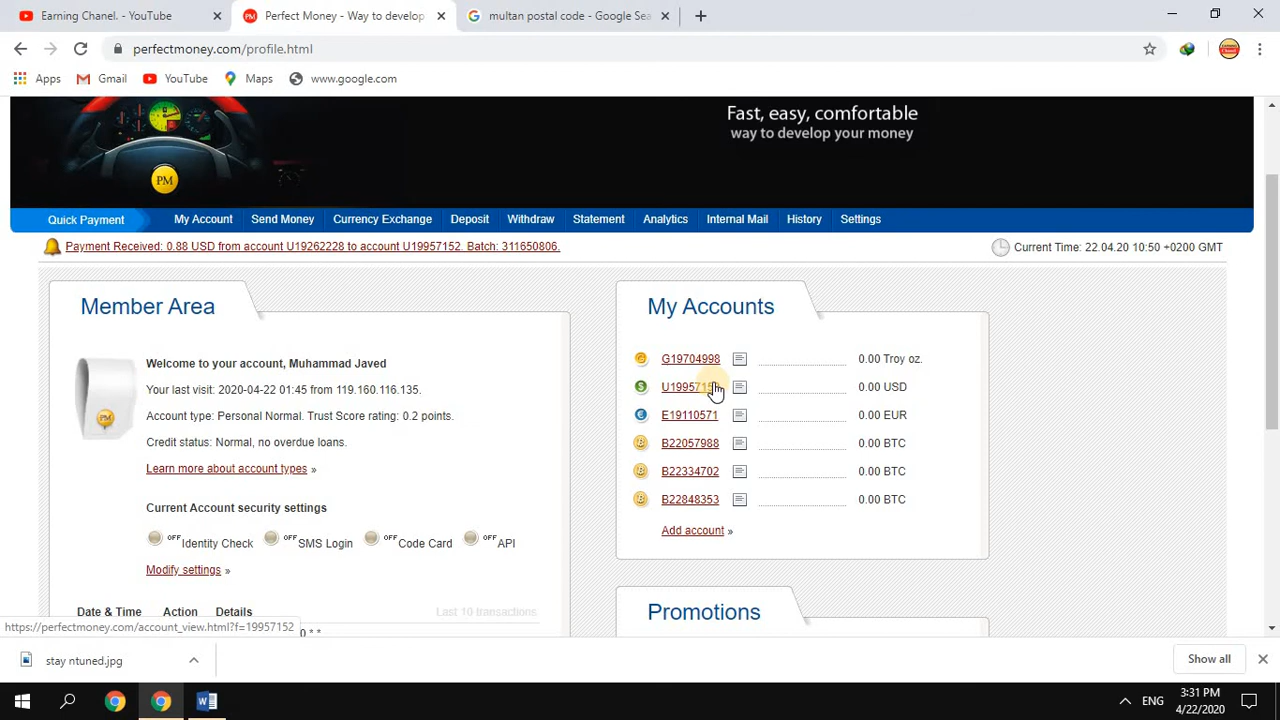 Earning Chanel. - YouTube
Perfect Money - Way to develop
multan postal code - Google Sea
perfectmoney.com/profile.html
Apps Gmail YouTube Maps www.google.com
Fast, easy, comfortable
way to develop your money
PM
Quick Payment My Account Send Money Currency Exchange Deposit Withdraw Statement Analytics Internal Mail History Settings
Payment Received: 0.88 USD from account U19262228 to account U19957152. Batch: 311650806.
Current Time: 22.04.20 10:50 +0200 GMT
Member Area
Welcome to your account, Muhammad Javed
Your last visit: 2020-04-22 01:45 from 119.160.116.135.
Account type: Personal Normal. Trust Score rating: 0.2 points.
Credit status: Normal, no overdue loans.
Learn more about account types »
Current Account security settings
OFF Identity Check OFF SMS Login OFF Code Card OFF API
Modify settings »
Date & Time Action Details Last 10 transactions
My Accounts
G19704998 0.00 Troy oz.
0.00 USD
E19110571 0.00 EUR
B22057988 0.00 BTC
B22334702 0.00 BTC
B22848353 0.00 BTC
Add account »
Promotions
https://perfectmoney.com/account_view.html?f=19957152
stay ntuned.jpg
Show all
ENG
3:31 PM
4/22/2020